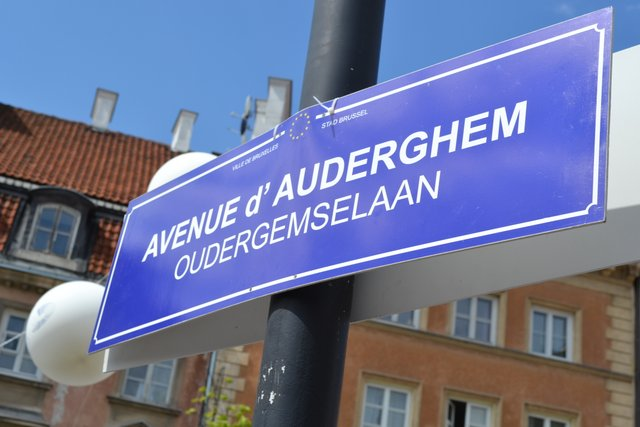 VILLE DE BRUXELLES STAD BRUSSEL
AVENUE d' AUDERGHEM
OUDERGEMSELAAN